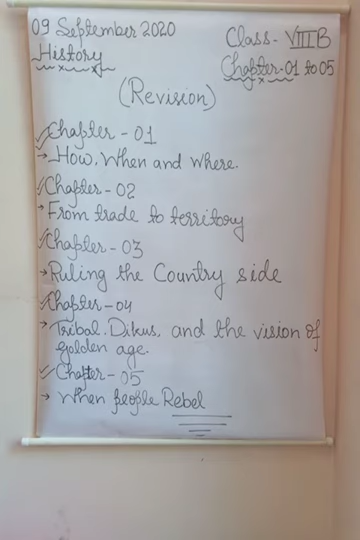 09 September 2020
Class - VIII B
History
Chapter-01 to 05
(Revision)
Chapter - 01
→ How, When and where.
Chapter - 02
→ From trade to territory
Chapter - 03
→ Ruling the Country side
Chapter - 04
→ Tribal, Dikus, and the vision of
golden age.
Chapter - 05
→ When people Rebel